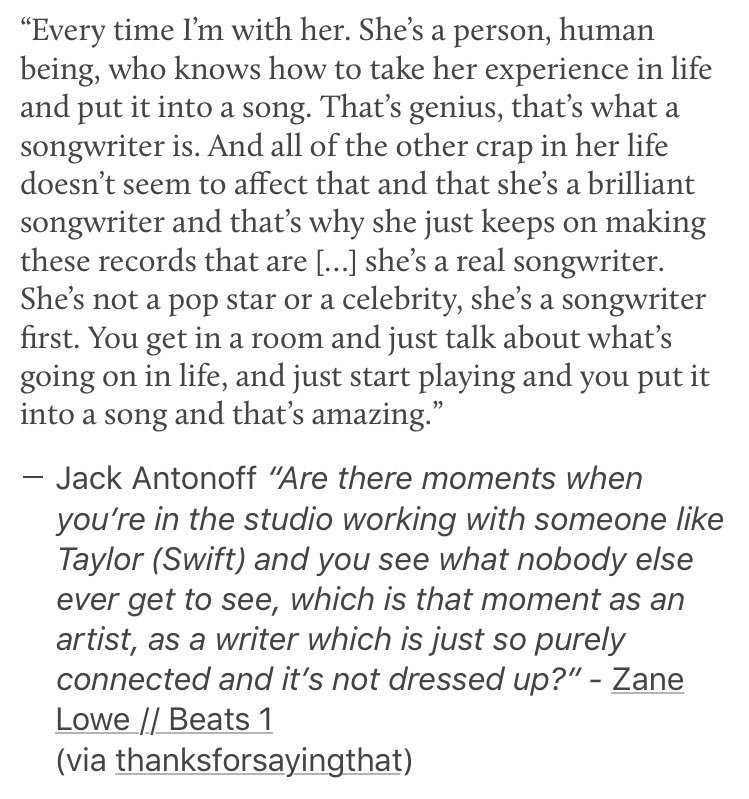 “Every time I’m with her. She’s a person, human
being, who knows how to take her experience in life
and put it into a song. That’s genius, that’s what a
songwriter is. And all of the other crap in her life
doesn’t seem to affect that and that she’s a brilliant
songwriter and that’s why she just keeps on making
these records that are [...] she’s a real songwriter.
She’s not a pop star or a celebrity, she’s a songwriter
first. You get in a room and just talk about what’s
going on in life, and just start playing and you put it
into a song and that’s amazing.”
— Jack Antonoff “Are there moments when
you’re in the studio working with someone like
Taylor (Swift) and you see what nobody else
ever get to see, which is that moment as an
artist, as a writer which is just so purely
connected and it’s not dressed up?” - Zane
Lowe // Beats 1
(via thanksforsayingthat)